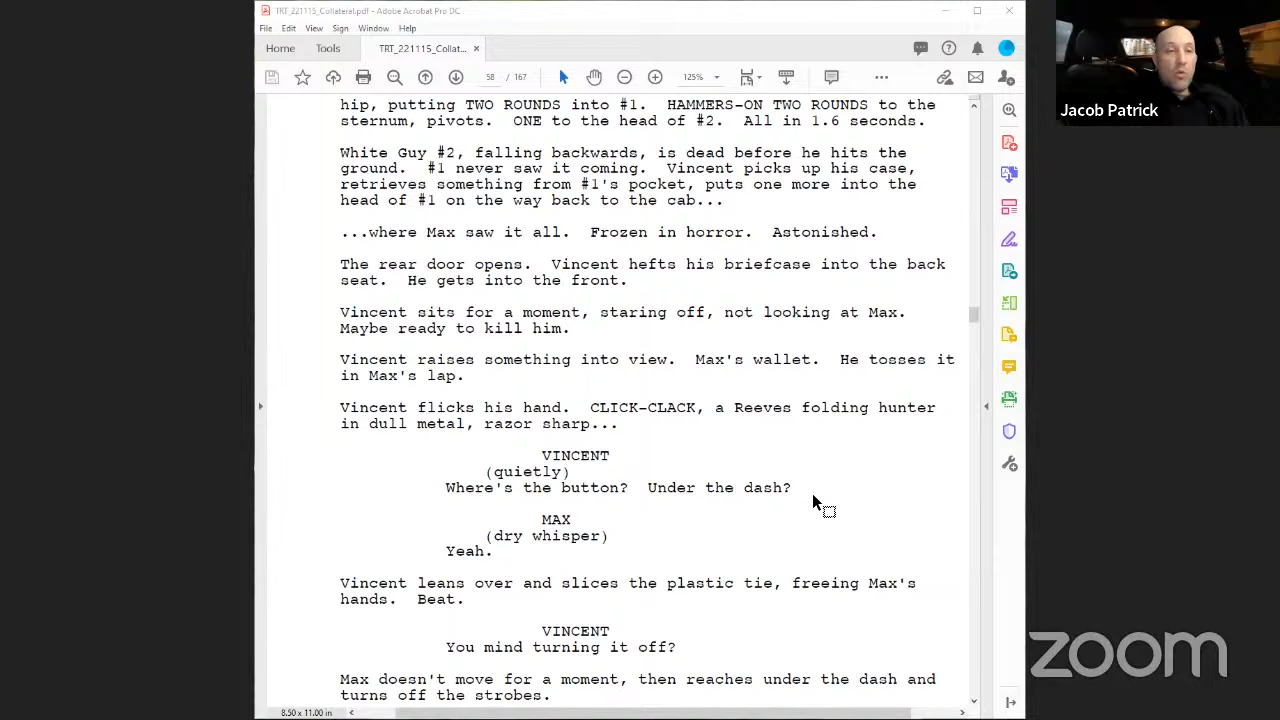 TRT_221115_Collateral.pdf - Adobe Acrobat Pro DC
File Edit View Sign Window Help
Home Tools TRT_221115_Collat... ×
58 / 167 125%
Jacob Patrick
hip, putting TWO ROUNDS into #1. HAMMERS-ON TWO ROUNDS to the
sternum, pivots. ONE to the head of #2. All in 1.6 seconds.
White Guy #2, falling backwards, is dead before he hits the
ground. #1 never saw it coming. Vincent picks up his case,
retrieves something from #1's pocket, puts one more into the
head of #1 on the way back to the cab...
...where Max saw it all. Frozen in horror. Astonished.
The rear door opens. Vincent hefts his briefcase into the back
seat. He gets into the front.
Vincent sits for a moment, staring off, not looking at Max.
Maybe ready to kill him.
Vincent raises something into view. Max's wallet. He tosses it
in Max's lap.
Vincent flicks his hand. CLICK-CLACK, a Reeves folding hunter
in dull metal, razor sharp...
VINCENT
(quietly)
Where's the button? Under the dash?
MAX
(dry whisper)
Yeah.
Vincent leans over and slices the plastic tie, freeing Max's
hands. Beat.
VINCENT
You mind turning it off?
Max doesn't move for a moment, then reaches under the dash and
turns off the strobes.
8.50 x 11.00 in
zoom